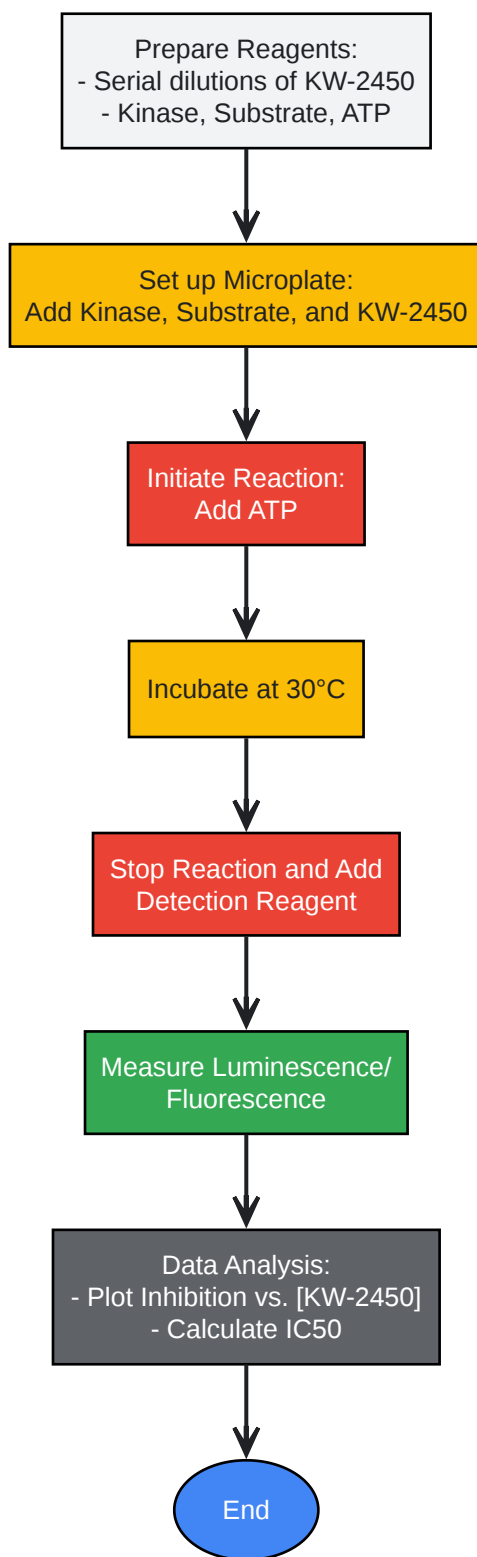 Prepare Reagents:
- Serial dilutions of KW-2450
- Kinase, Substrate, ATP
Set up Microplate:
Add Kinase, Substrate, and KW-2450
Initiate Reaction:
Add ATP
Incubate at 30°C
Stop Reaction and Add
Detection Reagent
Measure Luminescence/
Fluorescence
Data Analysis:
- Plot Inhibition vs. [KW-2450]
- Calculate IC50
End